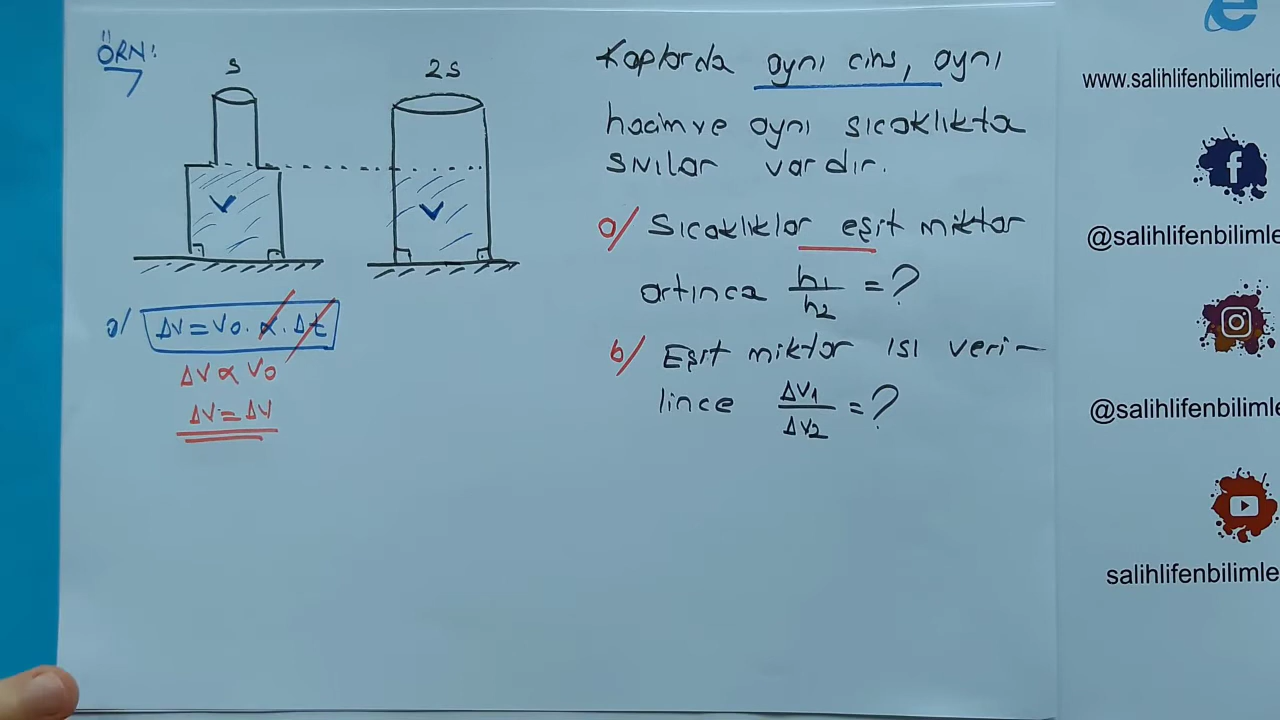 ÖRN:
S
2S
V
V
a/ ΔV = V₀ . α . Δt
ΔV α V₀
ΔV = ΔV
Kaplarda aynı cins, aynı
hacim ve aynı sıcaklıkta
sıvılar vardır.
a/ Sıcaklıklar eşit miktar
artınca h₁/h₂ = ?
b/ Eşit miktar ısı veri-
lince ΔV₁/ΔV₂ = ?
www.salihlifenbilimleric
@salihlifenbilimle
@salihlifenbilimle
salihlifenbilimle